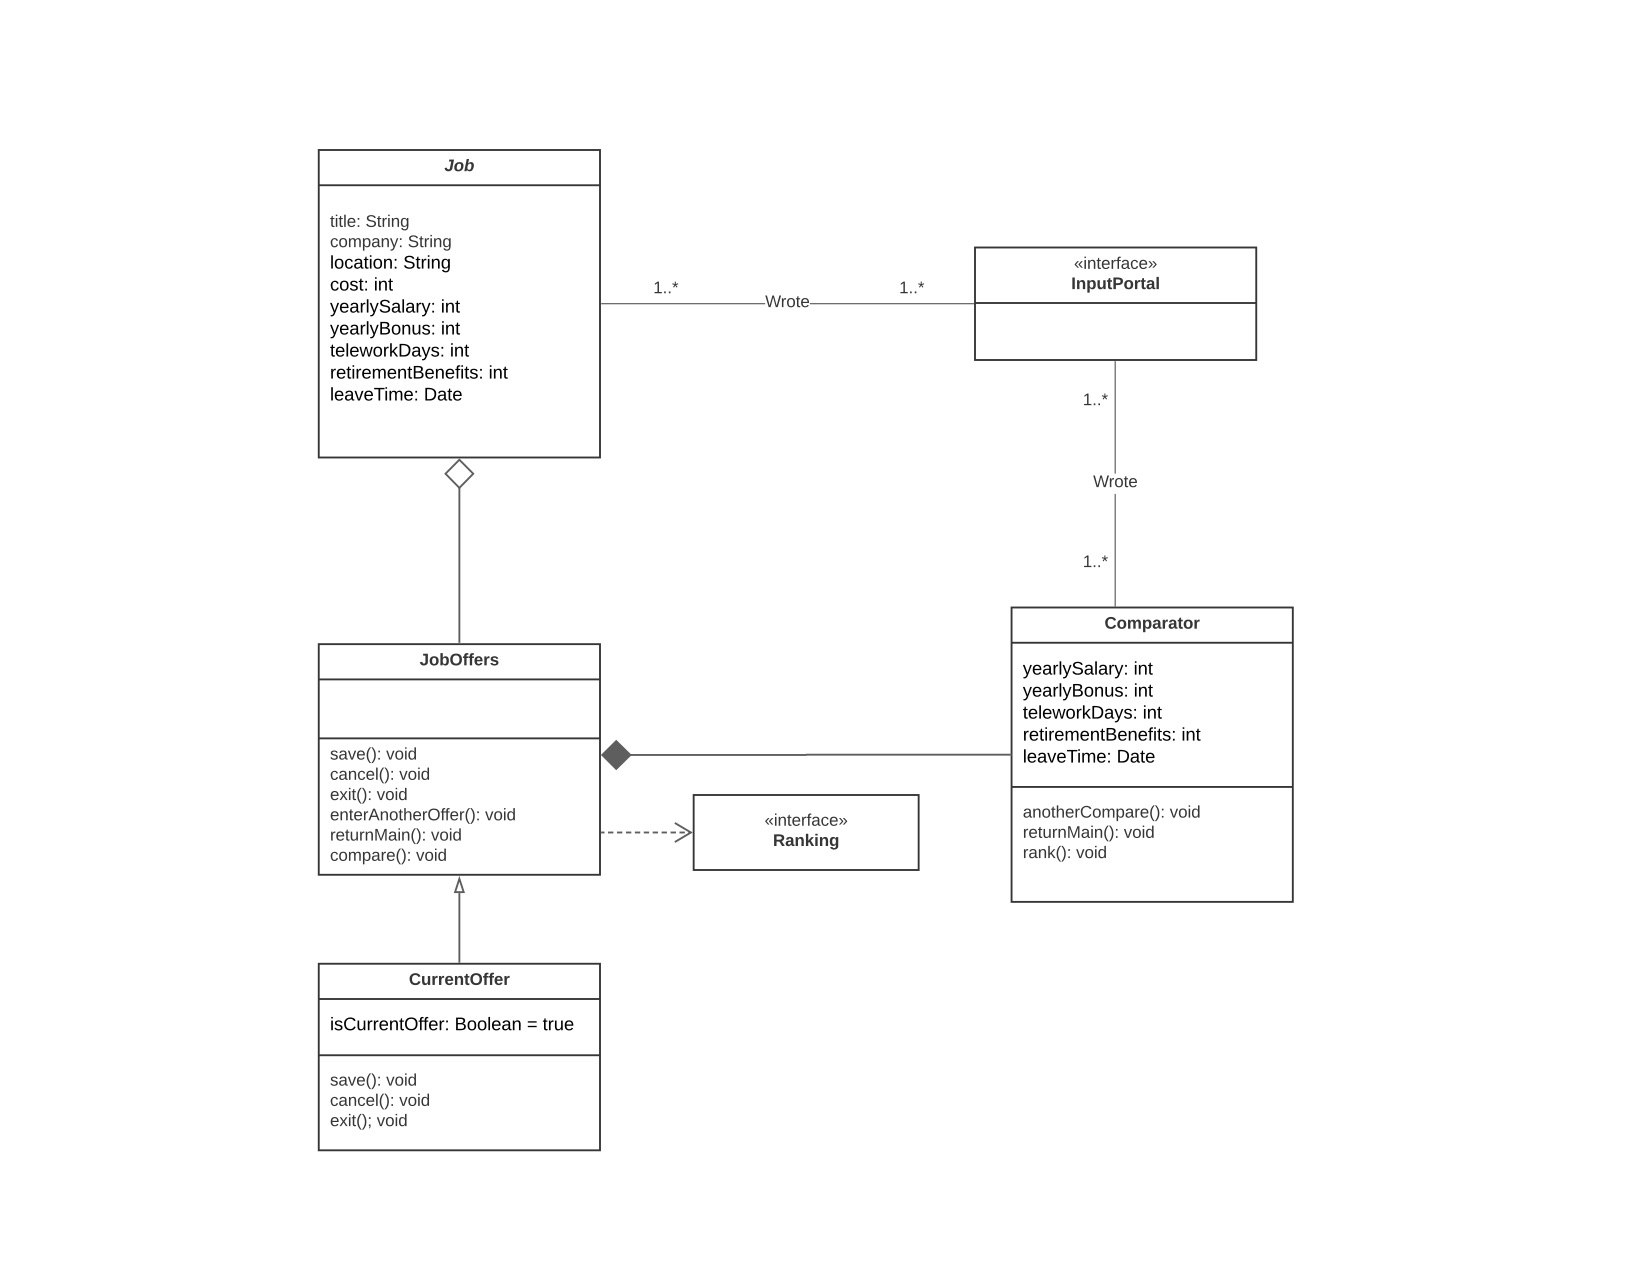 Job
title: String
company: String
location: String
cost: int
yearlySalary: int
yearlyBonus: int
teleworkDays: int
retirementBenefits: int
leaveTime: Date
1..*
Wrote
1..*
«interface»
InputPortal
1..*
Wrote
1..*
JobOffers
save(): void
cancel(): void
exit(): void
enterAnotherOffer(): void
returnMain(): void
compare(): void
«interface»
Ranking
Comparator
yearlySalary: int
yearlyBonus: int
teleworkDays: int
retirementBenefits: int
leaveTime: Date
anotherCompare(): void
returnMain(): void
rank(): void
CurrentOffer
isCurrentOffer: Boolean = true
save(): void
cancel(): void
exit(); void